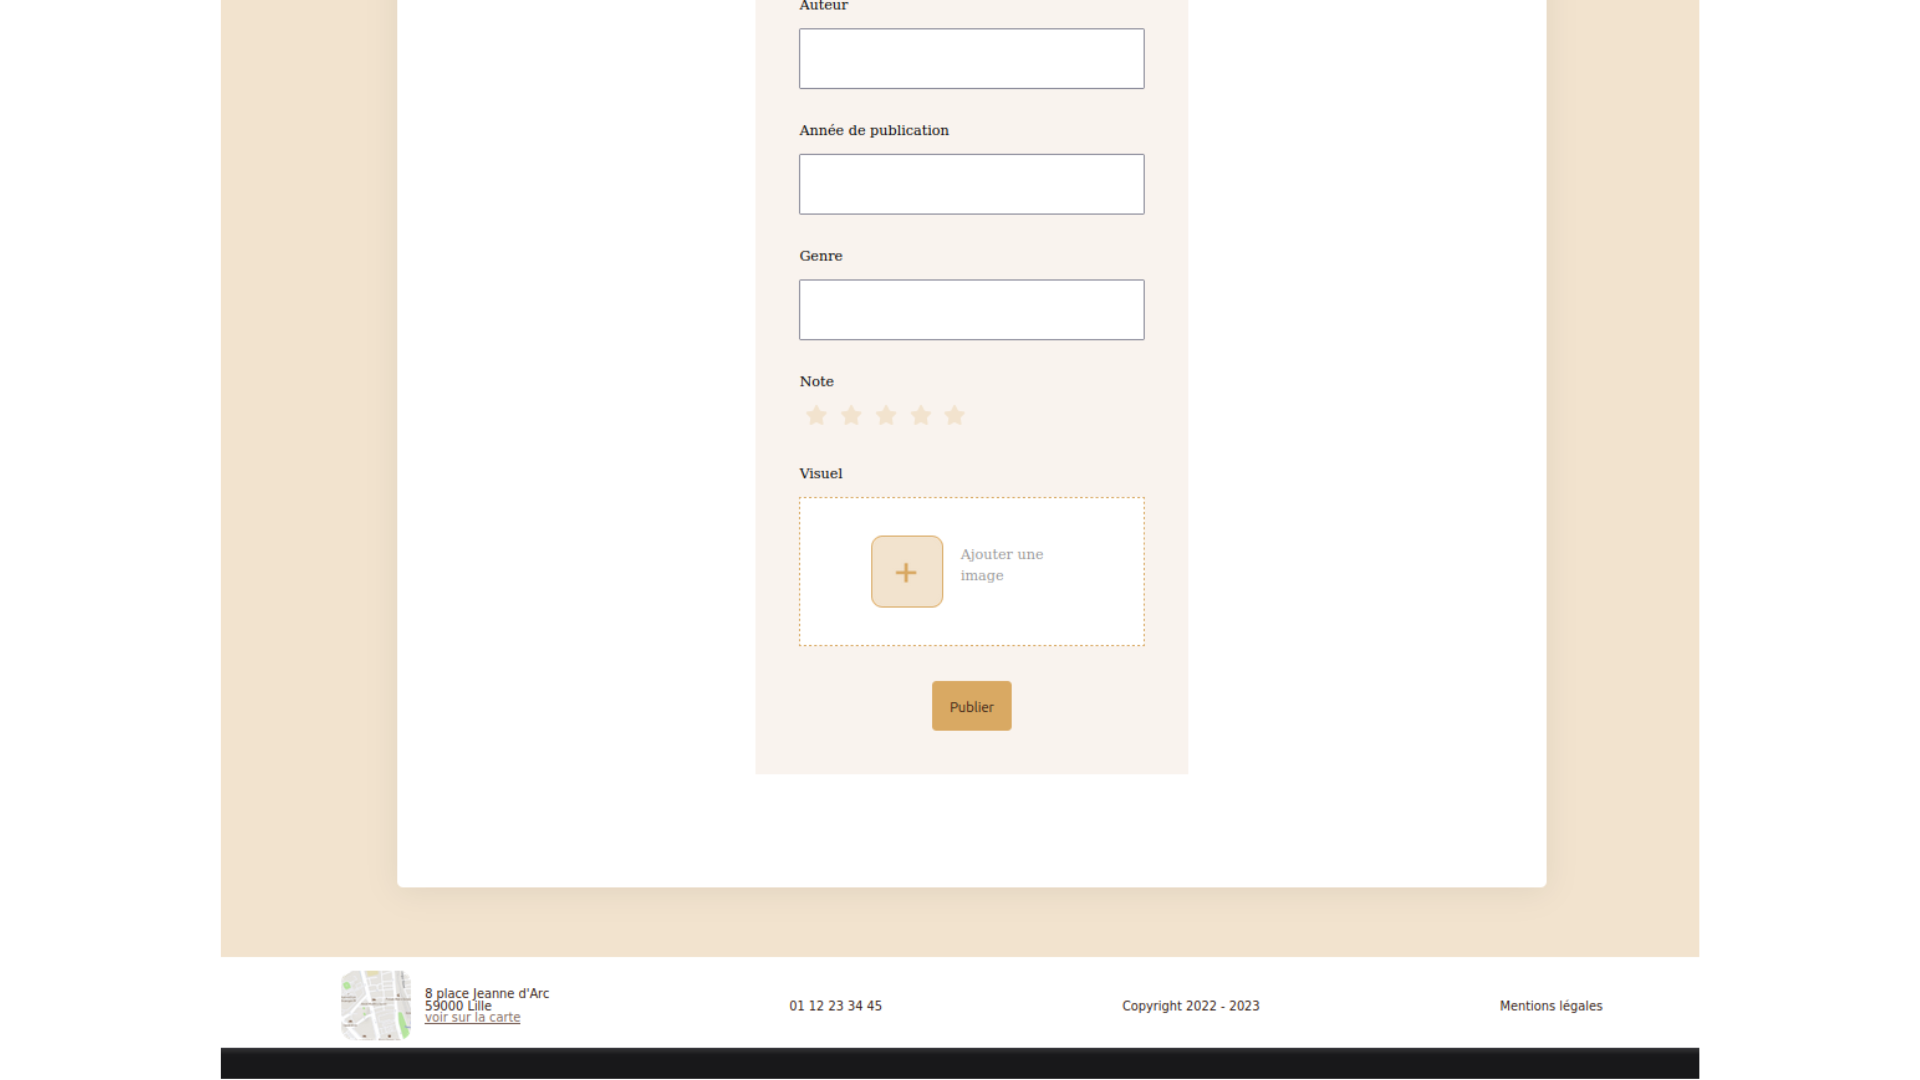 Auteur
Année de publication
Genre
Note
Visuel
+
Ajouter une
image
Publier
8 place Jeanne d'Arc
59000 Lille
voir sur la carte
01 12 23 34 45
Copyright 2022 - 2023
Mentions légales